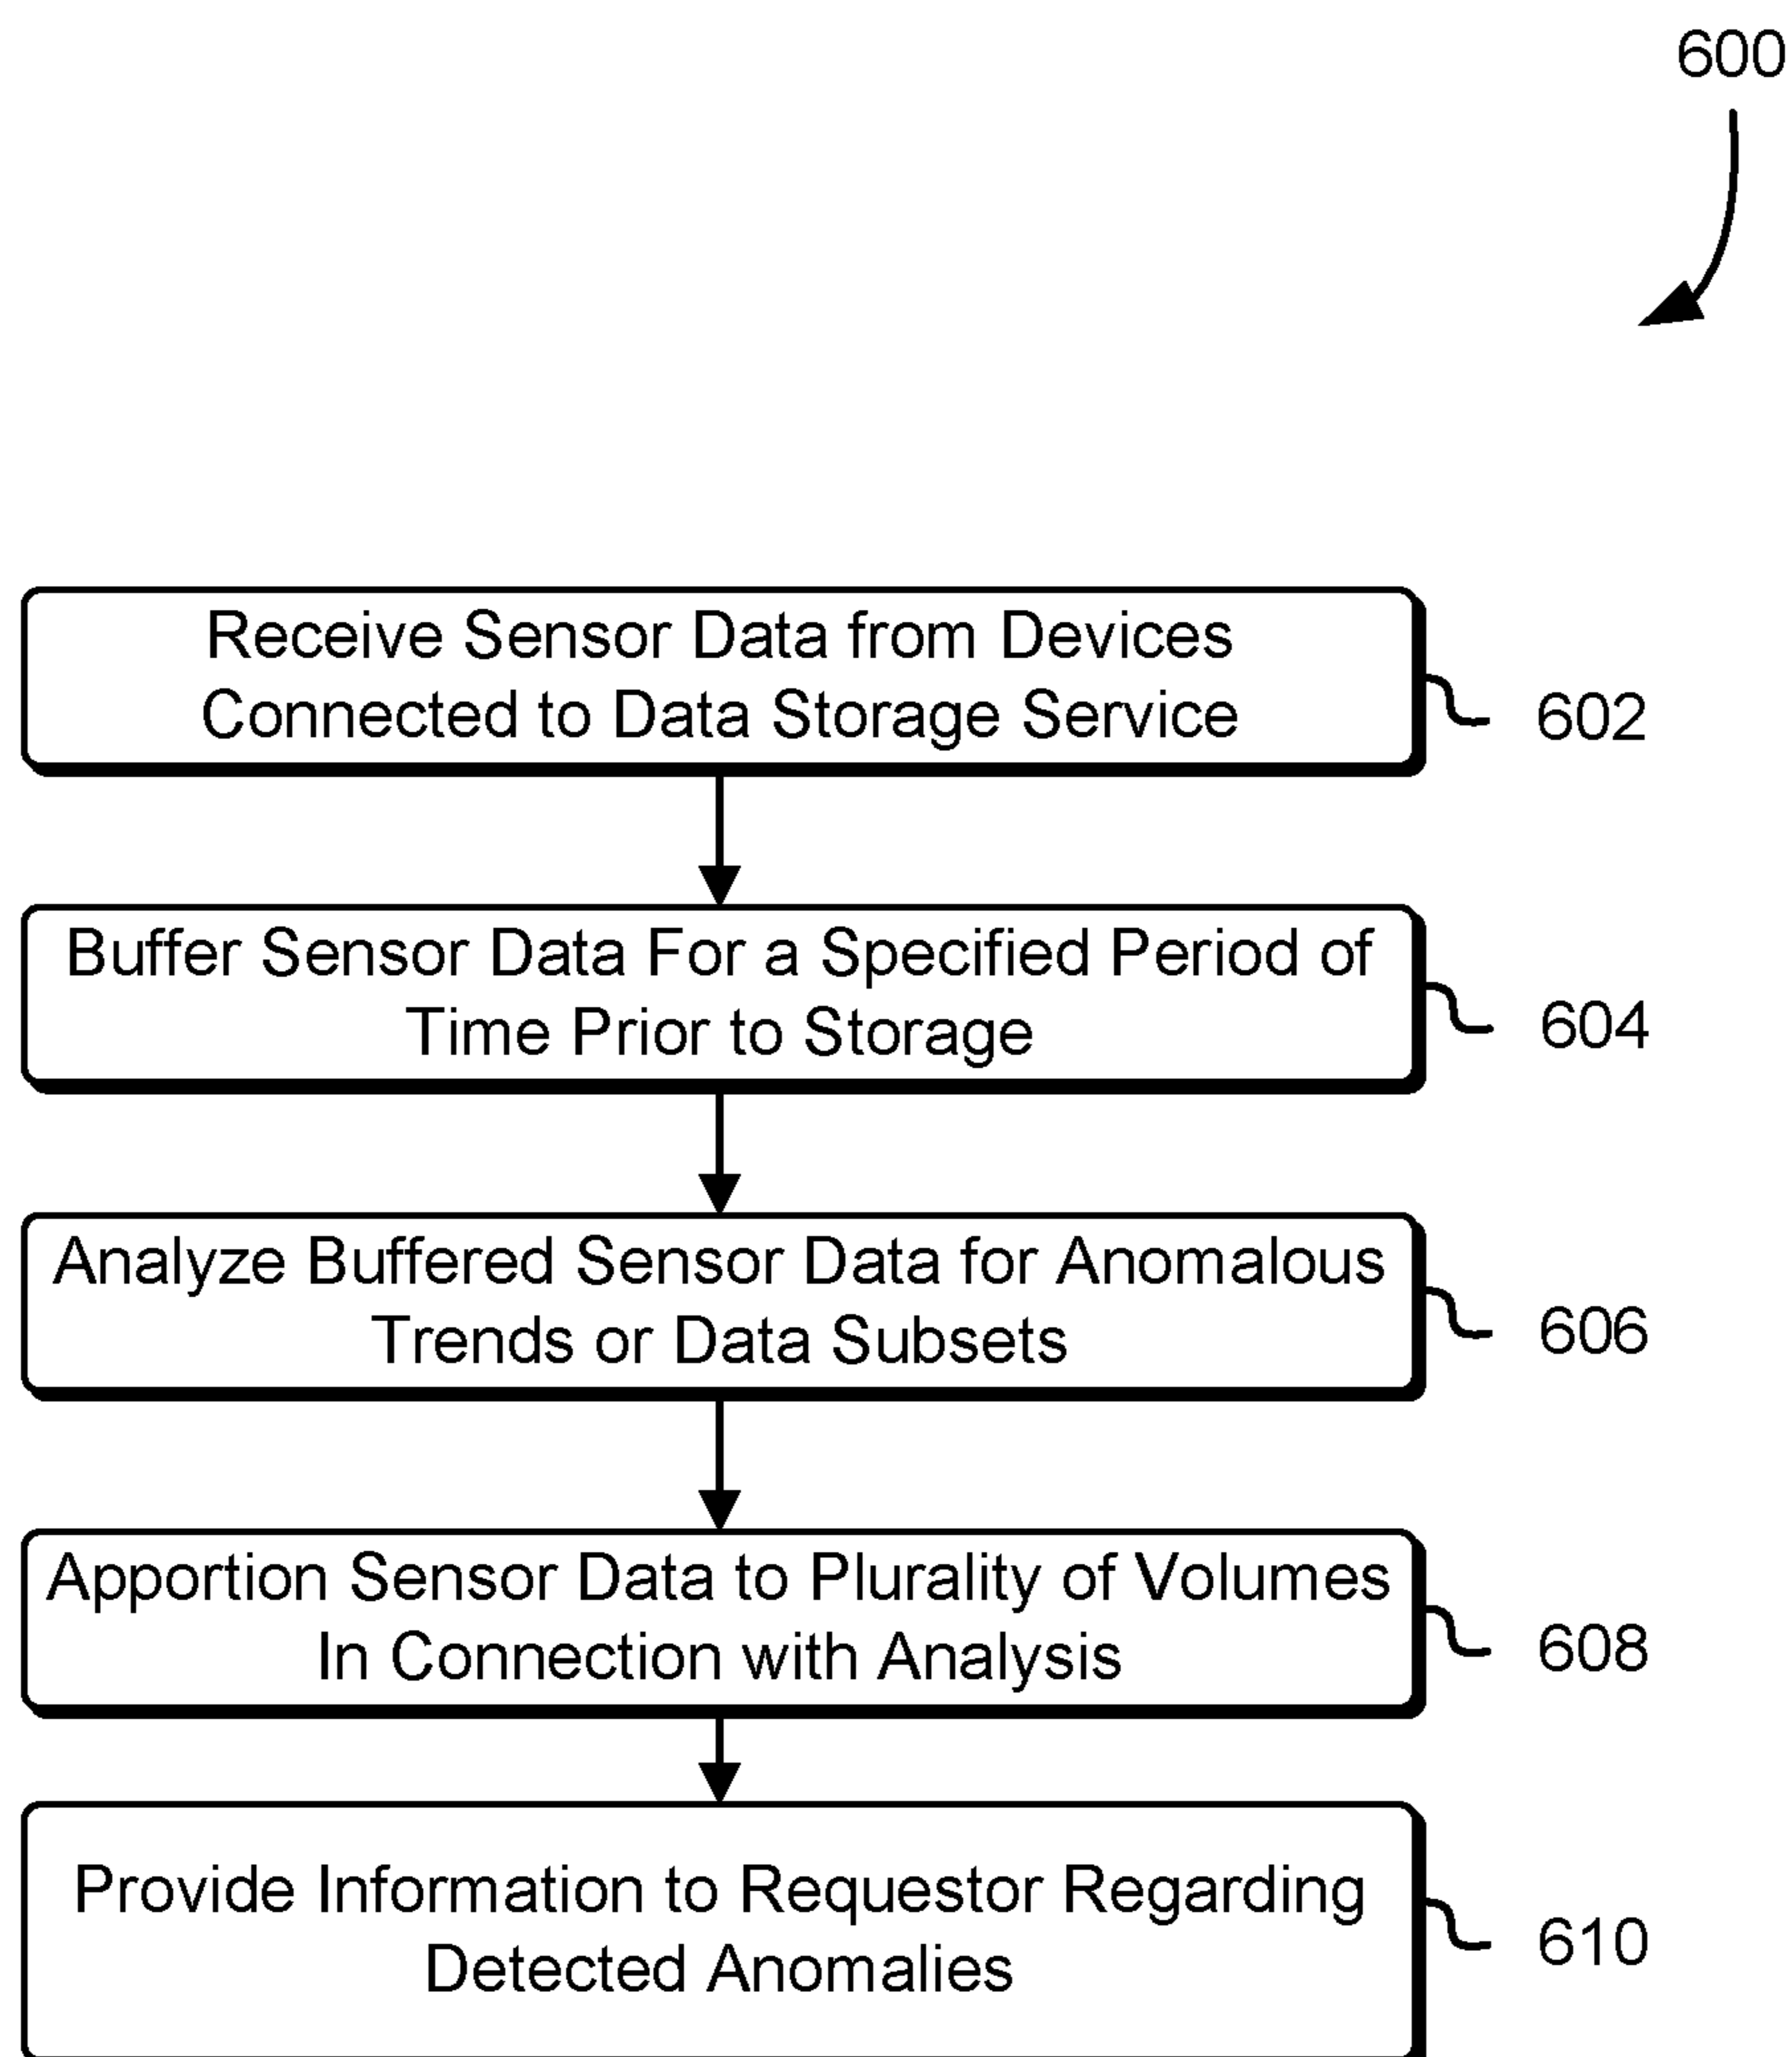 600
Receive Sensor Data from Devices
Connected to Data Storage Service
602
Buffer Sensor Data For a Specified Period of
Time Prior to Storage
604
Analyze Buffered Sensor Data for Anomalous
Trends or Data Subsets
606
Apportion Sensor Data to Plurality of Volumes
In Connection with Analysis
608
Provide Information to Requestor Regarding
Detected Anomalies
610